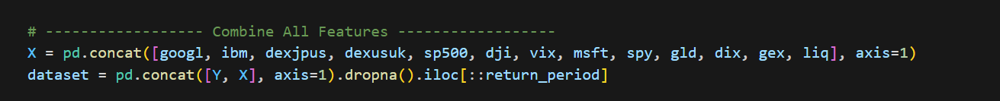 # ------------------ Combine All Features ------------------
X = pd.concat([googl, ibm, dexjpus, dexusuk, sp500, dji, vix, msft, spy, gld, dix, gex, liq], axis=1)
dataset = pd.concat([Y, X], axis=1).dropna().iloc[::return_period]